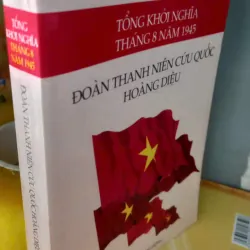 TỔNG KHỞI NGHĨA
THÁNG 8 NĂM 1945
ĐOÀN THANH NIÊN CỨU QUỐC
HOÀNG DIỆU
TỔNG
KHỞI NGHĨA
THÁNG 8
NĂM 1945
ĐOÀN THANH NIÊN CỨU QUỐC HOÀNG DIỆU